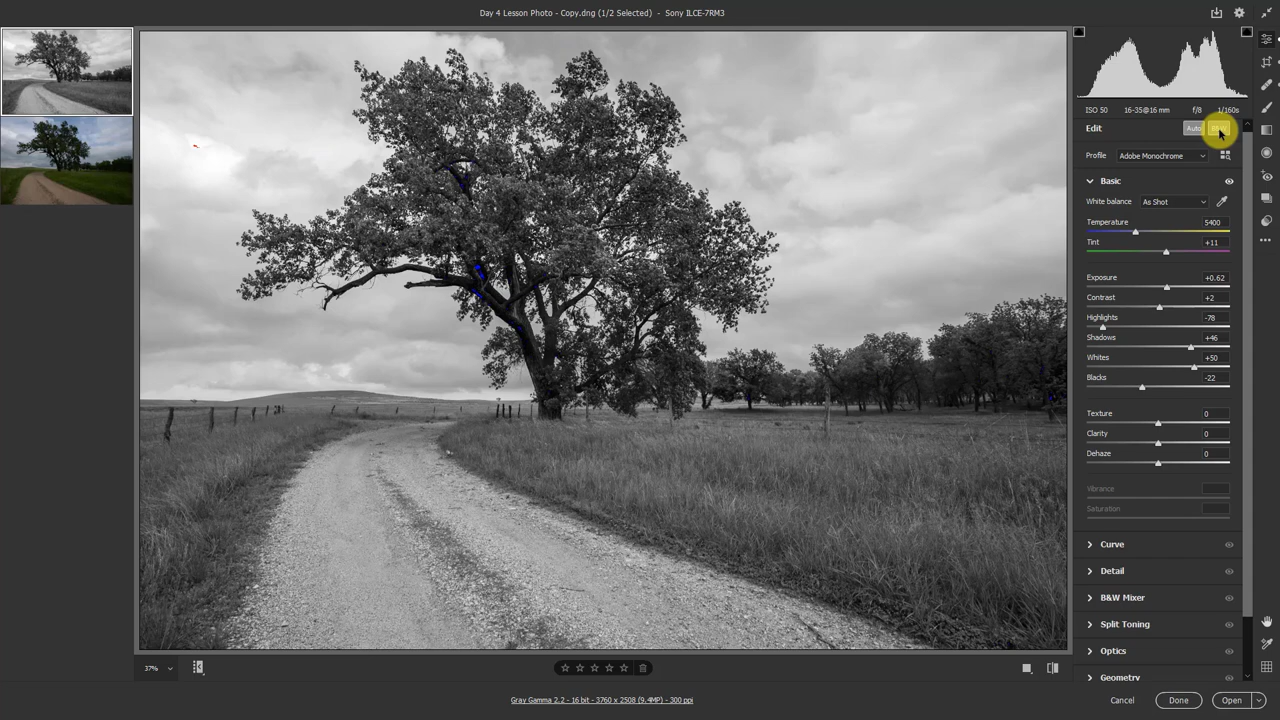 Day 4 Lesson Photo - Copy.dng (1/2 Selected) - Sony ILCE-7RM3
ISO 50 16-35@16 mm f/8 1/160s
Edit Auto B&W
Profile Adobe Monochrome
Basic
White balance As Shot
Temperature 5400
Tint +11
Exposure +0.62
Contrast +2
Highlights -78
Shadows +46
Whites +50
Blacks -22
Texture 0
Clarity 0
Dehaze 0
Vibrance
Saturation
Curve
Detail
B&W Mixer
Split Toning
Optics
Geometry
37%
Gray Gamma 2.2 - 16 bit - 3760 x 2508 (9.4MP) - 300 ppi
Cancel Done Open